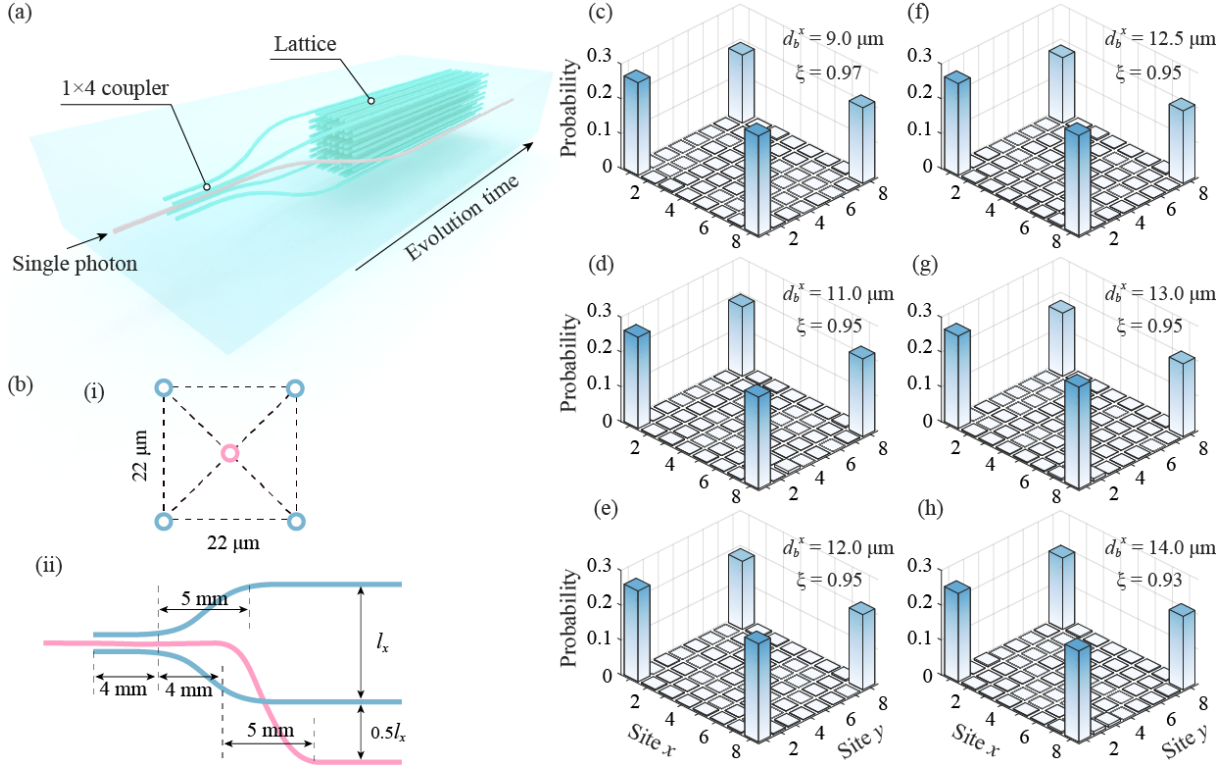 (a)
Lattice
1×4 coupler
Single photon
Evolution time
(b)
(i)
22 μm
22 μm
(ii)
5 mm
4 mm
4 mm
5 mm
l_x
0.5l_x
(c)
d_b^x = 9.0 μm
ξ = 0.97
Probability
0.3
0.2
0.1
0
2
4
6
8
2
4
6
8
(d)
d_b^x = 11.0 μm
ξ = 0.95
Probability
0.3
0.2
0.1
0
2
4
6
8
2
4
6
8
(e)
d_b^x = 12.0 μm
ξ = 0.95
Probability
0.3
0.2
0.1
0
2
4
6
8
2
4
6
8
Site x
Site y
(f)
d_b^x = 12.5 μm
ξ = 0.95
0.3
0.2
0.1
0
2
4
6
8
2
4
6
8
(g)
d_b^x = 13.0 μm
ξ = 0.95
0.3
0.2
0.1
0
2
4
6
8
2
4
6
8
(h)
d_b^x = 14.0 μm
ξ = 0.93
0.3
0.2
0.1
0
2
4
6
8
2
4
6
8
Site x
Site y